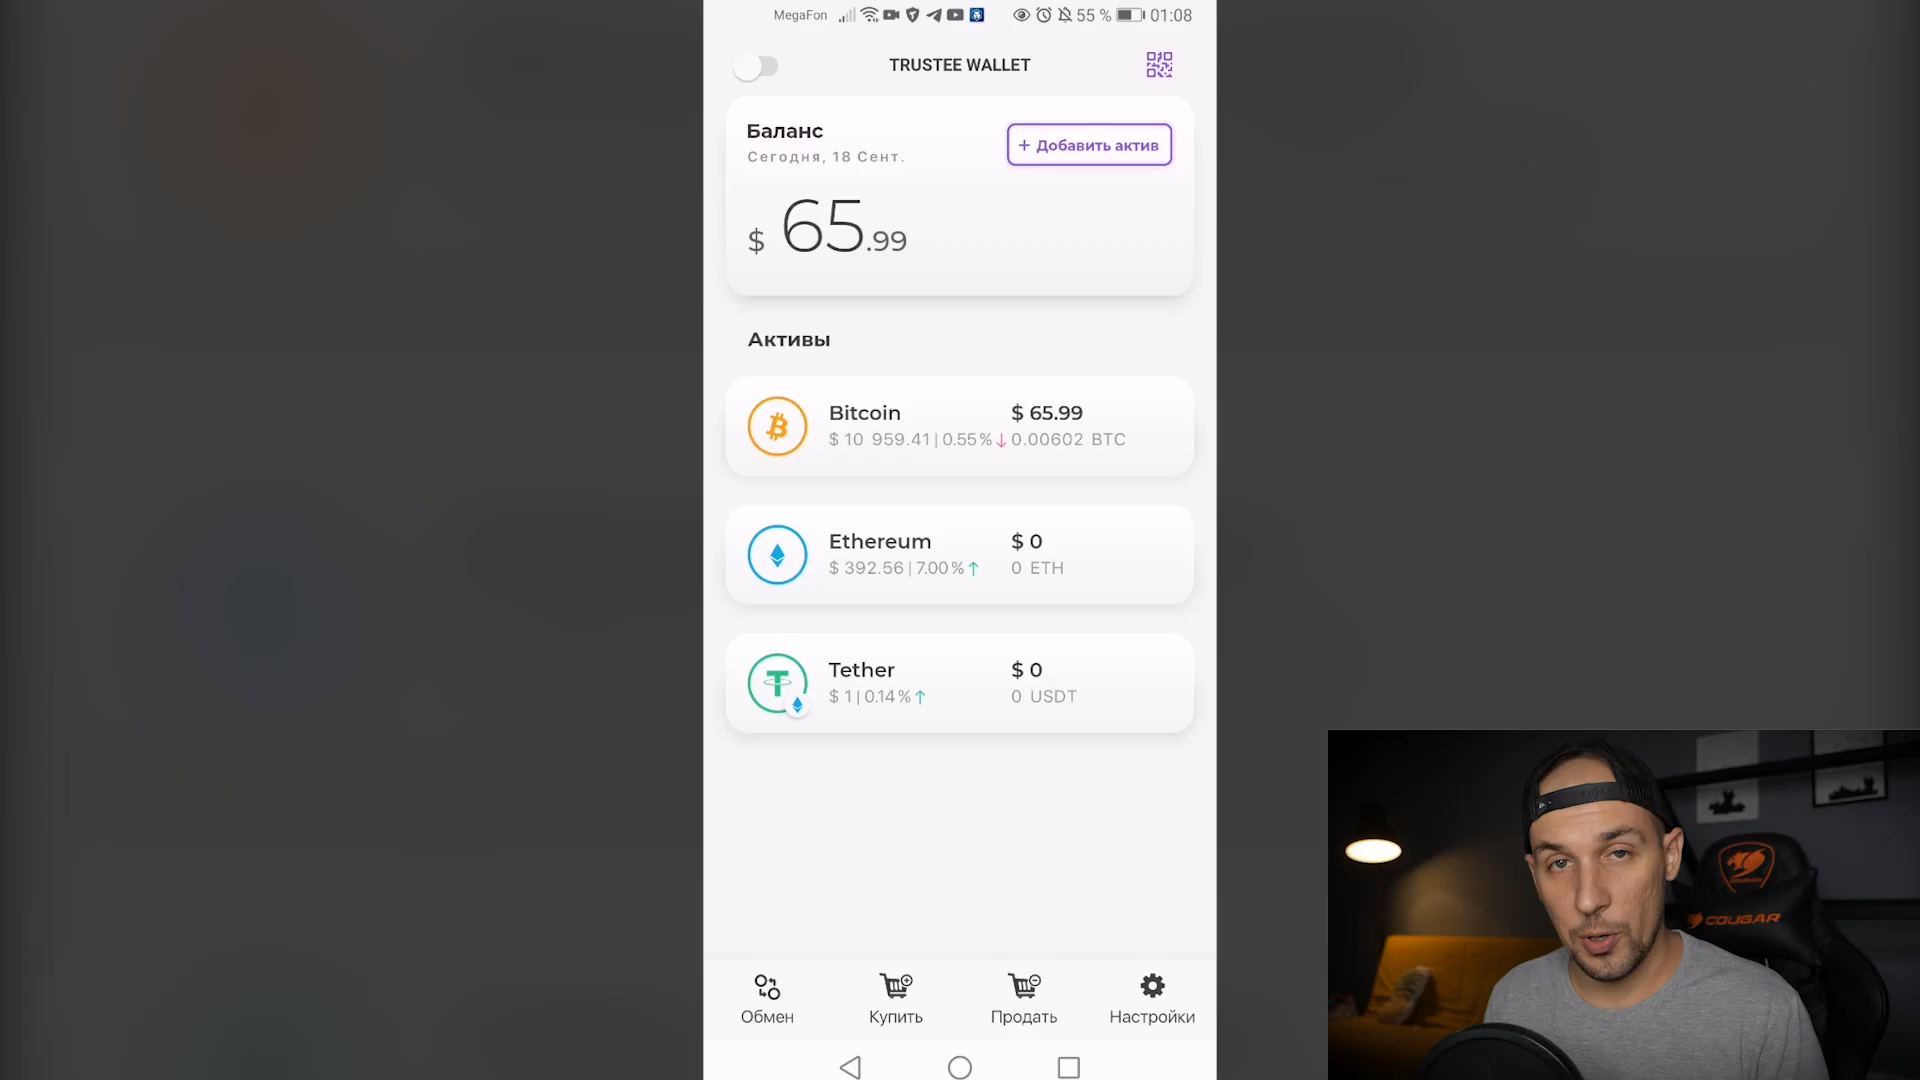 MegaFon 55 % 01:08
TRUSTEE WALLET
Баланс
Сегодня, 18 Сент.
+ Добавить актив
$ 65.99
Активы
Bitcoin $ 65.99
$ 10 959.41 | 0.55% ↓ 0.00602 BTC
Ethereum $ 0
$ 392.56 | 7.00% ↑ 0 ETH
Tether $ 0
$ 1 | 0.14% ↑ 0 USDT
Обмен Купить Продать Настройки
COUGAR